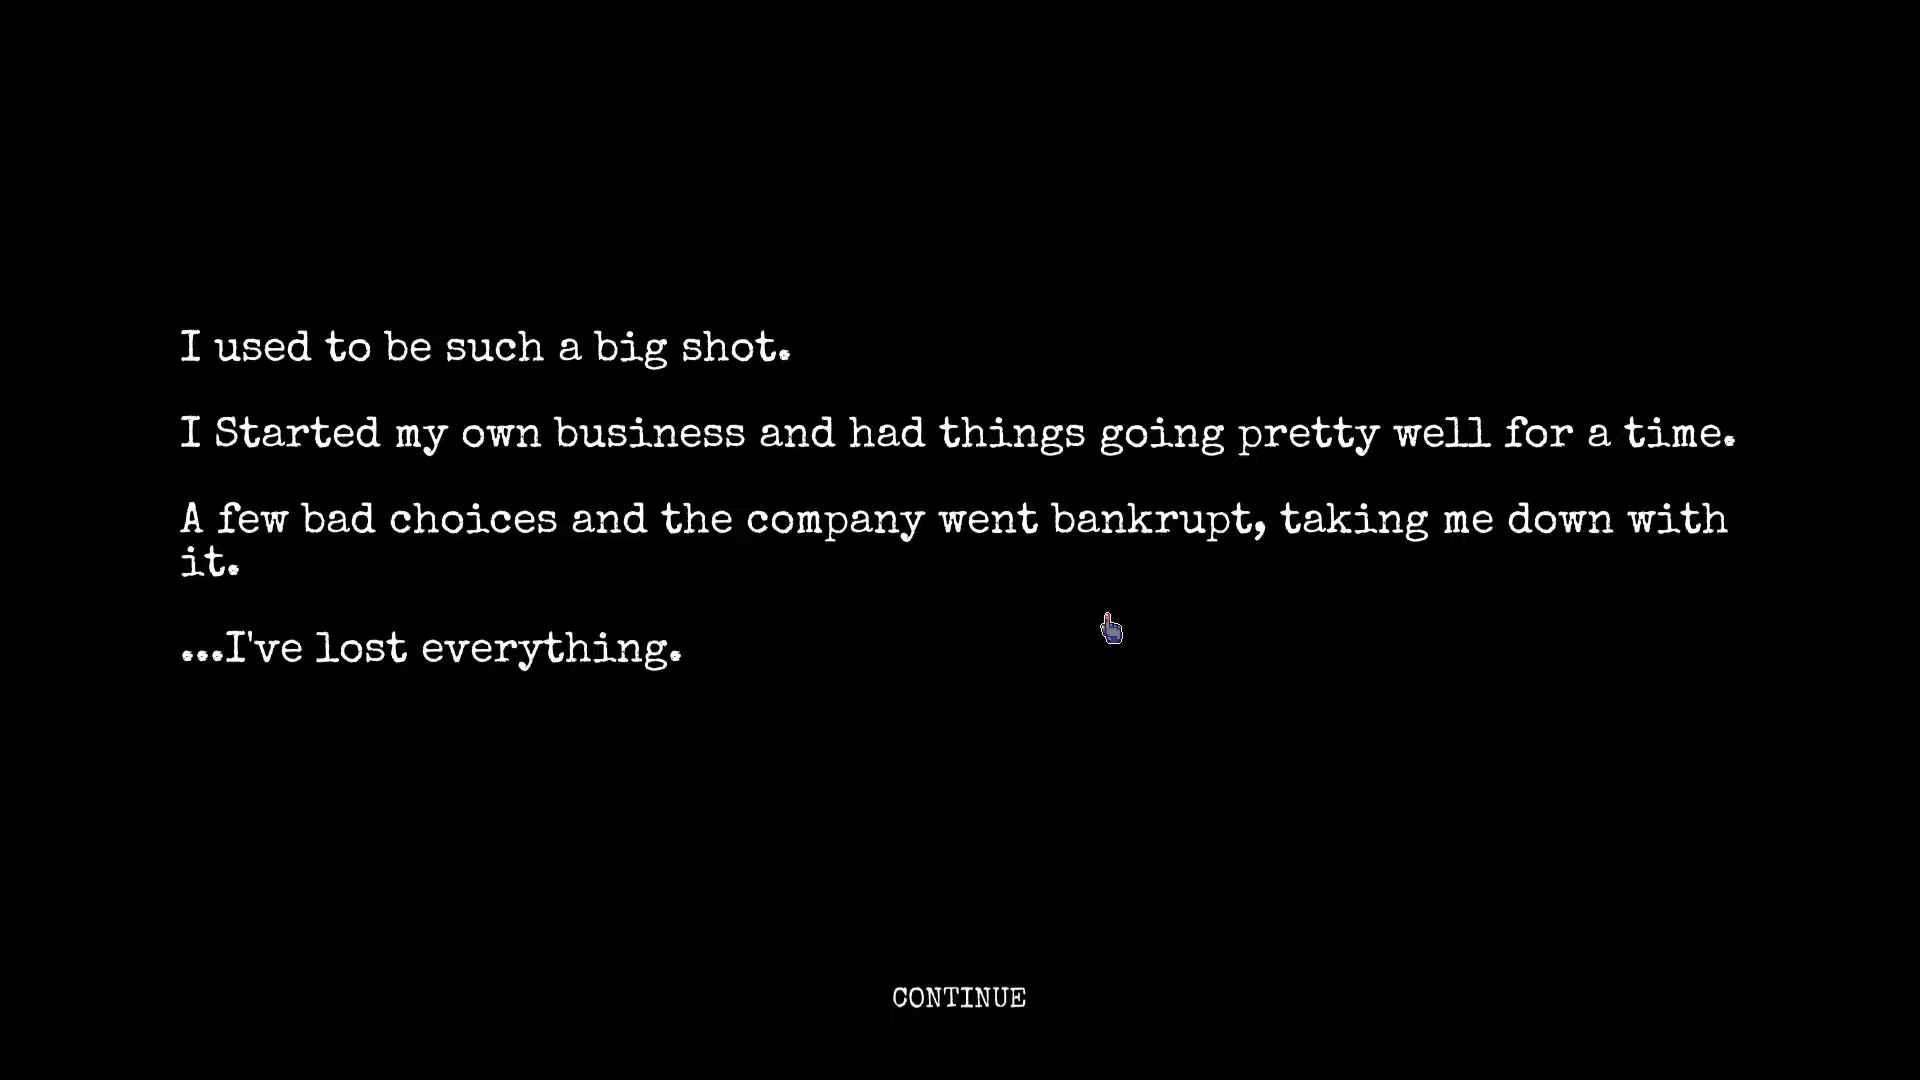 I used to be such a big shot.
I Started my own business and had things going pretty well for a time.
A few bad choices and the company went bankrupt, taking me down with
it.
...I've lost everything.
CONTINUE